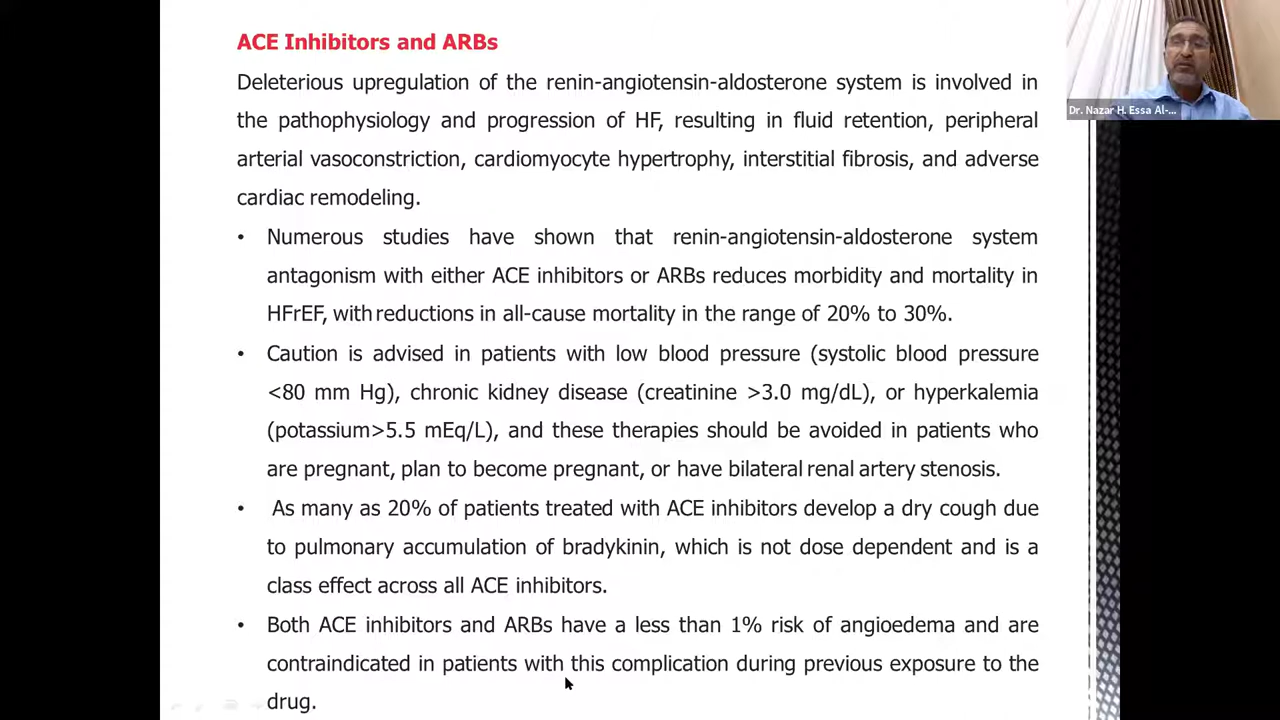 ACE Inhibitors and ARBs
Deleterious upregulation of the renin-angiotensin-aldosterone system is involved in
the pathophysiology and progression of HF, resulting in fluid retention, peripheral
arterial vasoconstriction, cardiomyocyte hypertrophy, interstitial fibrosis, and adverse
cardiac remodeling.
• Numerous studies have shown that renin-angiotensin-aldosterone system
antagonism with either ACE inhibitors or ARBs reduces morbidity and mortality in
HFrEF, with reductions in all-cause mortality in the range of 20% to 30%.
• Caution is advised in patients with low blood pressure (systolic blood pressure
<80 mm Hg), chronic kidney disease (creatinine >3.0 mg/dL), or hyperkalemia
(potassium>5.5 mEq/L), and these therapies should be avoided in patients who
are pregnant, plan to become pregnant, or have bilateral renal artery stenosis.
• As many as 20% of patients treated with ACE inhibitors develop a dry cough due
to pulmonary accumulation of bradykinin, which is not dose dependent and is a
class effect across all ACE inhibitors.
• Both ACE inhibitors and ARBs have a less than 1% risk of angioedema and are
contraindicated in patients with this complication during previous exposure to the
drug.
Dr. Nazar H. Essa Al-...